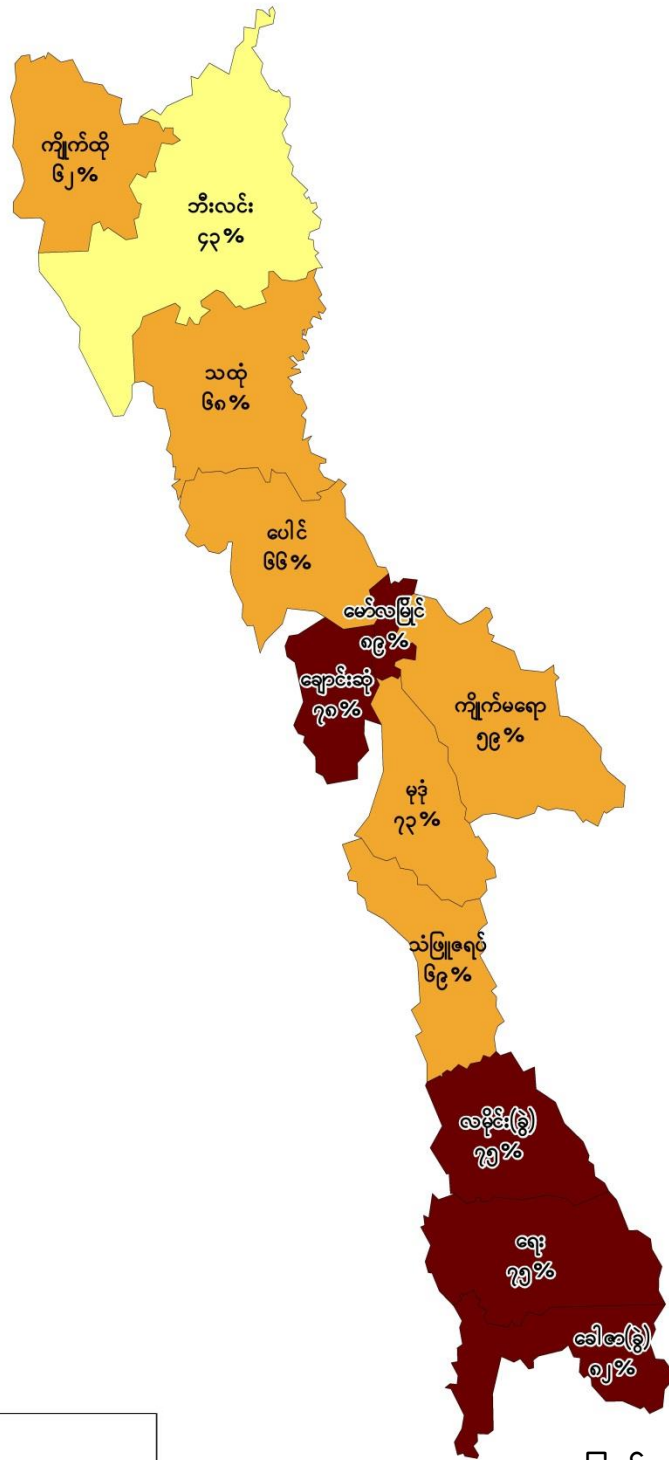 ကျိုက်ထို
၆၂%
ဘီးလင်း
၄၃%
သထုံ
၆၈%
ပေါင်
၆၆%
မော်လမြိုင်
၈၉%
ချောင်းဆုံ
၇၈%
ကျိုက်မရော
၅၉%
မုဒုံ
၇၃%
သံဖြူဇရပ်
၆၉%
လမိုင်း(ခွဲ)
၇၅%
ရေး
၇၅%
ခေါဇာ(ခွဲ)
၈၂%